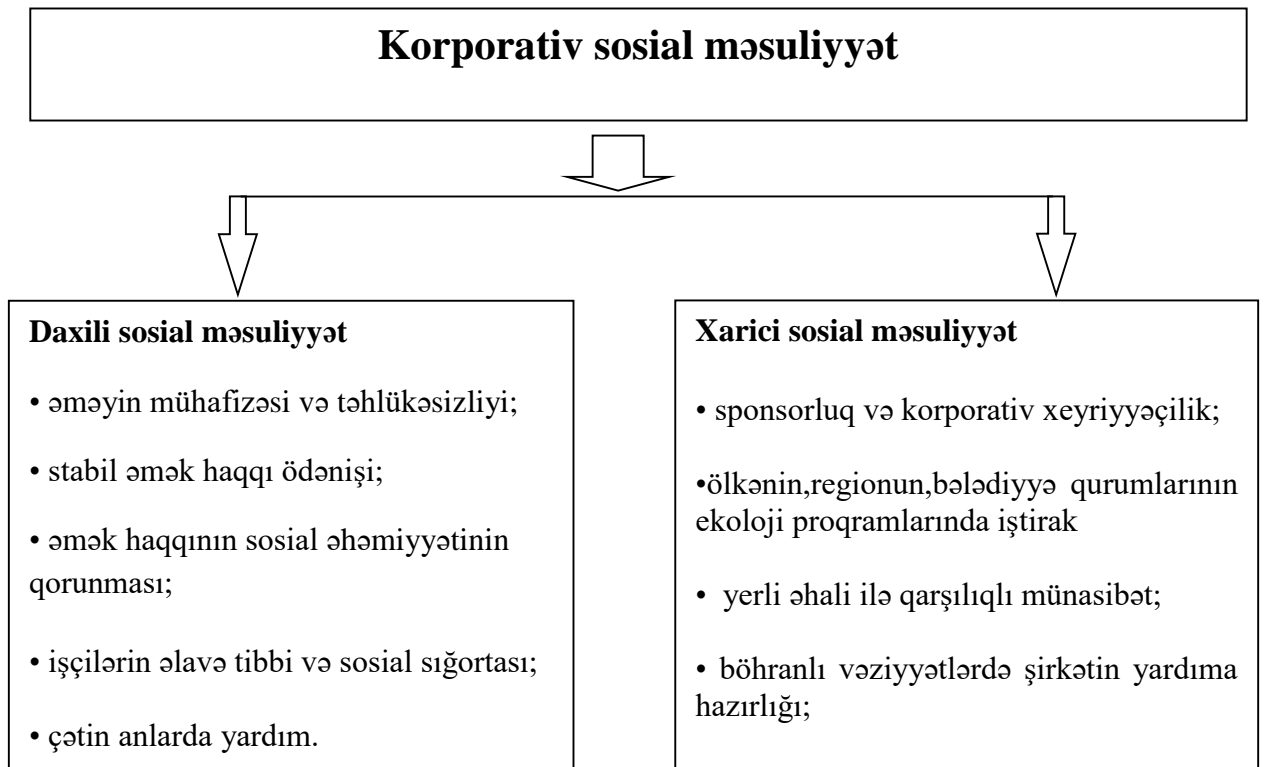 Korporativ sosial məsuliyyət
Daxili sosial məsuliyyət
• əməyin mühafizəsi və təhlükəsizliyi;
• stabil əmək haqqı ödənişi;
• əmək haqqının sosial əhəmiyyətinin
qorunması;
• işçilərin əlavə tibbi və sosial sığortası;
• çətin anlarda yardım.
Xarici sosial məsuliyyət
• sponsorluq və korporativ xeyriyyəçilik;
•ölkənin,regionun,bələdiyyə qurumlarının
ekoloji proqramlarında iştirak
• yerli əhali ilə qarşılıqlı münasibət;
• böhranlı vəziyyətlərdə şirkətin yardıma
hazırlığı;